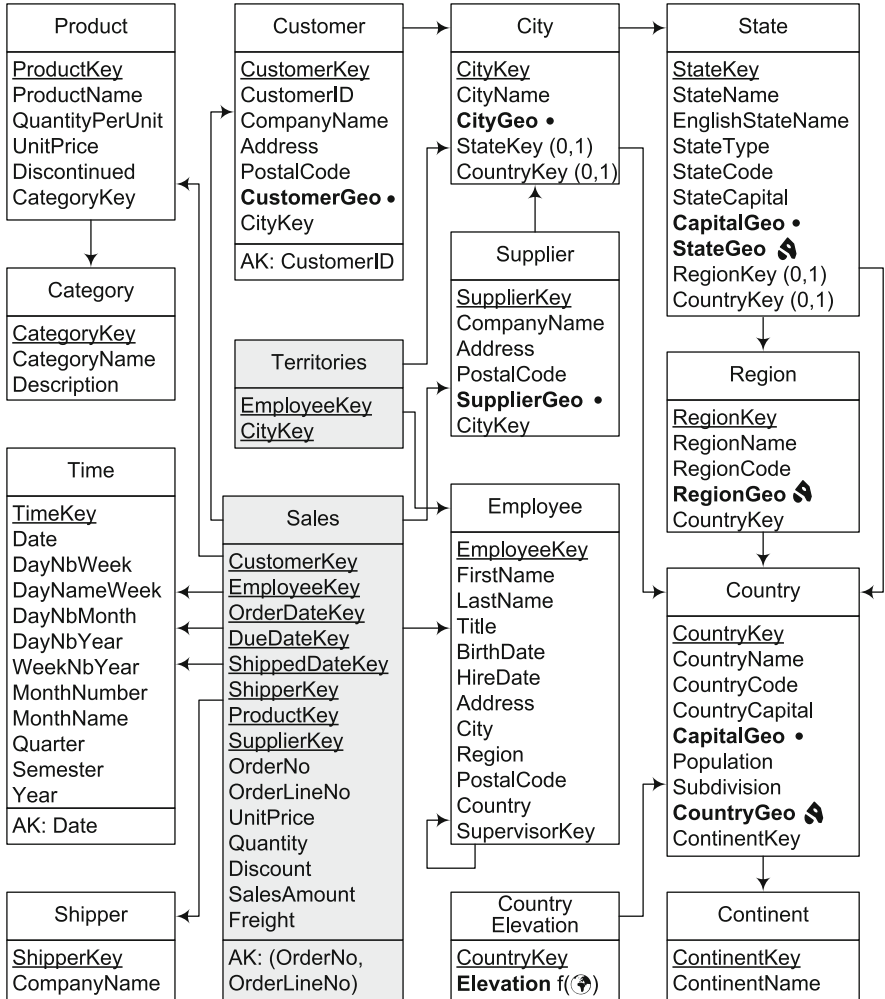 Product
ProductKey
ProductName
QuantityPerUnit
UnitPrice
Discontinued
CategoryKey
Category
CategoryKey
CategoryName
Description
Time
TimeKey
Date
DayNbWeek
DayNameWeek
DayNbMonth
DayNbYear
WeekNbYear
MonthNumber
MonthName
Quarter
Semester
Year
AK: Date
Shipper
ShipperKey
CompanyName
Customer
CustomerKey
CustomerID
CompanyName
Address
PostalCode
CustomerGeo •
CityKey
AK: CustomerID
Territories
EmployeeKey
CityKey
Sales
CustomerKey
EmployeeKey
OrderDateKey
DueDateKey
ShippedDateKey
ShipperKey
ProductKey
SupplierKey
OrderNo
OrderLineNo
UnitPrice
Quantity
Discount
SalesAmount
Freight
AK: (OrderNo,
OrderLineNo)
City
CityKey
CityName
CityGeo •
StateKey (0,1)
CountryKey (0,1)
Supplier
SupplierKey
CompanyName
Address
PostalCode
SupplierGeo •
CityKey
Employee
EmployeeKey
FirstName
LastName
Title
BirthDate
HireDate
Address
City
Region
PostalCode
Country
SupervisorKey
Country
Elevation
CountryKey
Elevation f( )
State
StateKey
StateName
EnglishStateName
StateType
StateCode
StateCapital
CapitalGeo •
StateGeo
RegionKey (0,1)
CountryKey (0,1)
Region
RegionKey
RegionName
RegionCode
RegionGeo
CountryKey
Country
CountryKey
CountryName
CountryCode
CountryCapital
CapitalGeo •
Population
Subdivision
CountryGeo
ContinentKey
Continent
ContinentKey
ContinentName